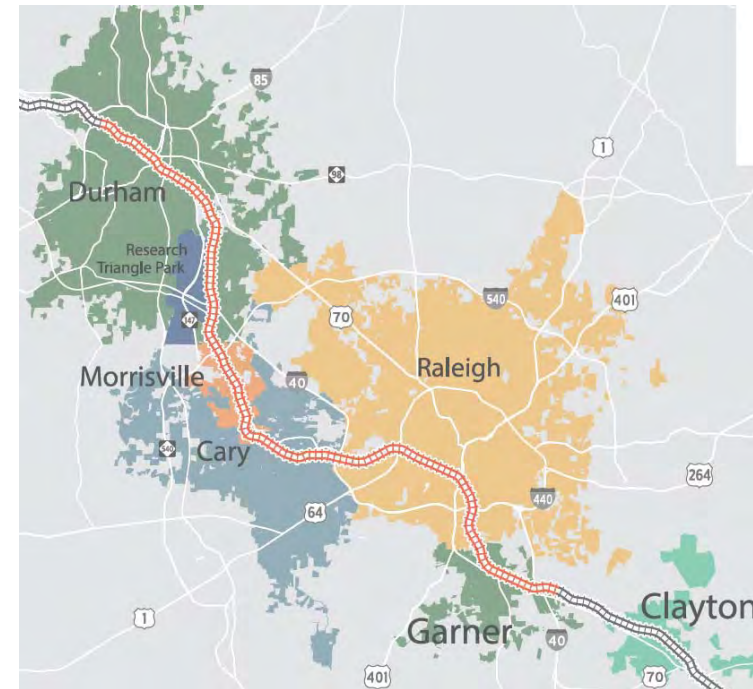 85
1
98
Durham
Research
Triangle Park
540
401
70
147
Raleigh
Morrisville
40
Cary
540
264
440
64
Clayton
1
Garner
40
401
70